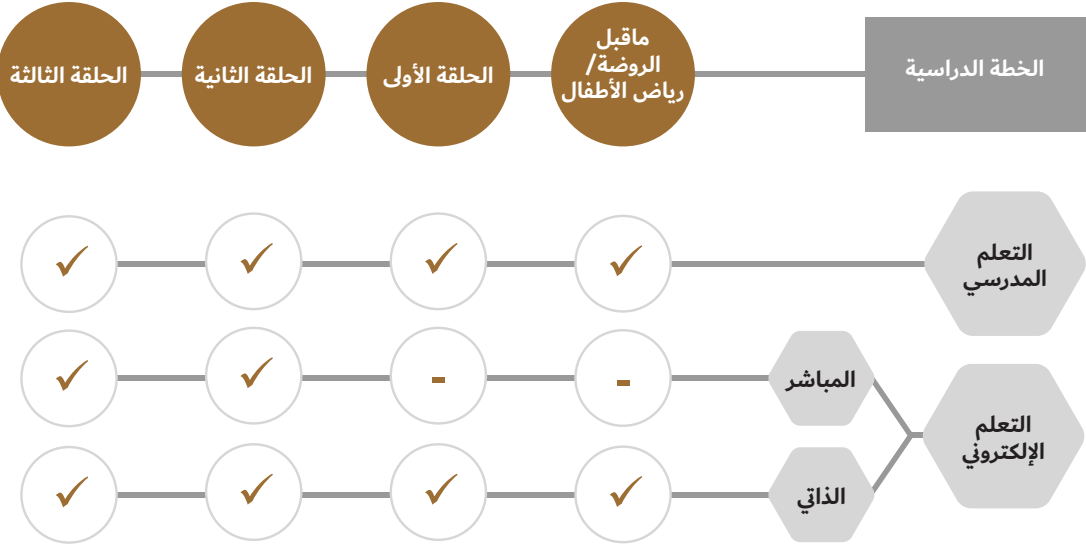 الخطة الدراسية
ماقبل
الروضة/
رياض الأطفال
الحلقة الأولى
الحلقة الثانية
الحلقة الثالثة
التعلم
المدرسي
✓ ✓ ✓ ✓
التعلم
الإلكتروني
المباشر
- - ✓ ✓
الذاتي
✓ ✓ ✓ ✓